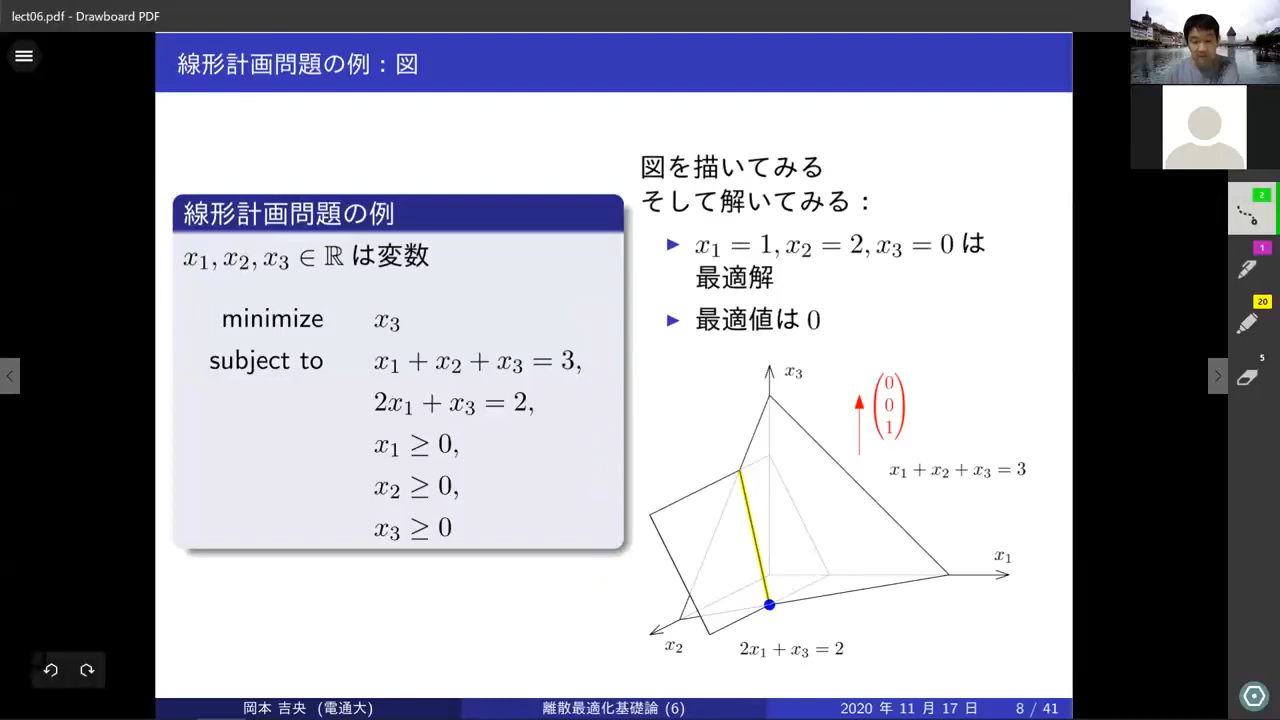 lect06.pdf - Drawboard PDF
線形計画問題の例：図
線形計画問題の例
x₁, x₂, x₃ ∈ ℝ は変数
minimize x₃
subject to x₁ + x₂ + x₃ = 3,
2x₁ + x₃ = 2,
x₁ ≥ 0,
x₂ ≥ 0,
x₃ ≥ 0
図を描いてみる
そして解いてみる：
▶ x₁ = 1, x₂ = 2, x₃ = 0 は
最適解
▶ 最適値は 0
x₃
0
0
1
x₁ + x₂ + x₃ = 3
x₁
x₂
2x₁ + x₃ = 2
2
1
20
5
岡本 吉央 (電通大)
離散最適化基礎論 (6)
2020 年 11 月 17 日
8 / 41